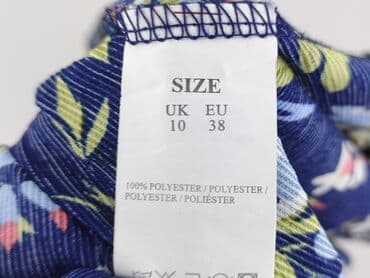 SIZE
UK EU
10 38
100% POLYESTER / POLYESTER /
POLYESTER / POLIÉSTER